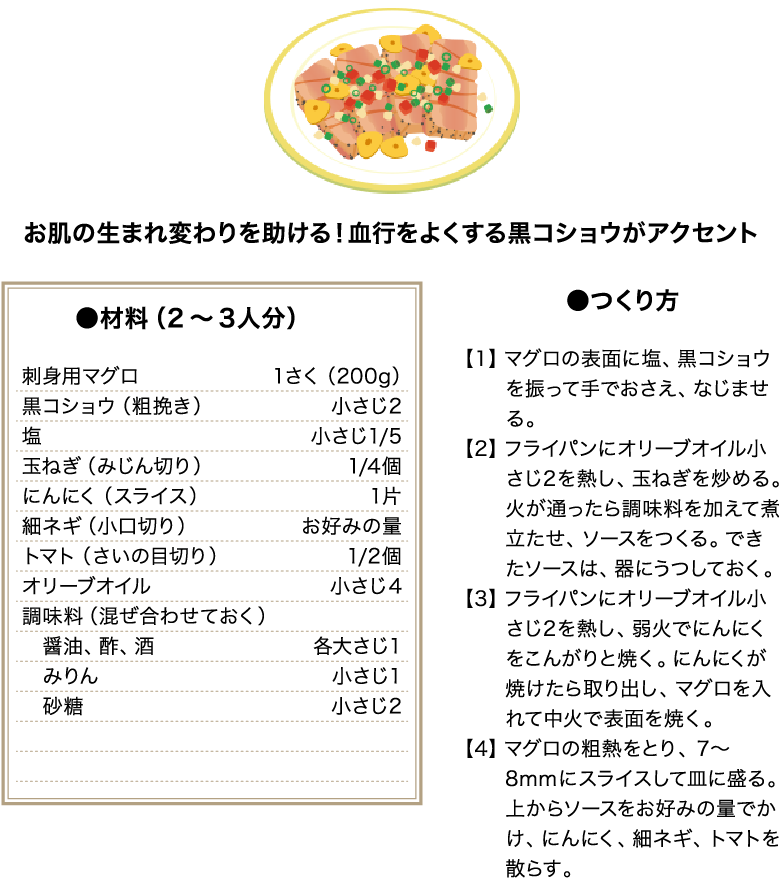 お肌の生まれ変わりを助ける！血行をよくする黒コショウがアクセント
●材料（２～３人分）
刺身用マグロ 1さく（200g）
黒コショウ（粗挽き） 小さじ2
塩 小さじ1/5
玉ねぎ（みじん切り） 1/4個
にんにく（スライス） 1片
細ネギ（小口切り） お好みの量
トマト（さいの目切り） 1/2個
オリーブオイル 小さじ4
調味料（混ぜ合わせておく）
醤油、酢、酒 各大さじ1
みりん 小さじ1
砂糖 小さじ2
●つくり方
【1】マグロの表面に塩、黒コショウ
を振って手でおさえ、なじませ
る。
【2】フライパンにオリーブオイル小
さじ2を熱し、玉ねぎを炒める。
火が通ったら調味料を加えて煮
立たせ、ソースをつくる。でき
たソースは、器にうつしておく。
【3】フライパンにオリーブオイル小
さじ2を熱し、弱火でにんにく
をこんがりと焼く。にんにくが
焼けたら取り出し、マグロを入
れて中火で表面を焼く。
【4】マグロの粗熱をとり、7～
8mmにスライスして皿に盛る。
上からソースをお好みの量でか
け、にんにく、細ネギ、トマトを
散らす。